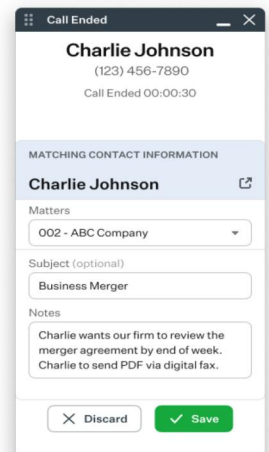 Call Ended
Charlie Johnson
(123) 456-7890
Call Ended 00:00:30
MATCHING CONTACT INFORMATION
Charlie Johnson
Matters
002 - ABC Company
Subject (optional)
Business Merger
Notes
Charlie wants our firm to review the
merger agreement by end of week.
Charlie to send PDF via digital fax.
Discard
Save